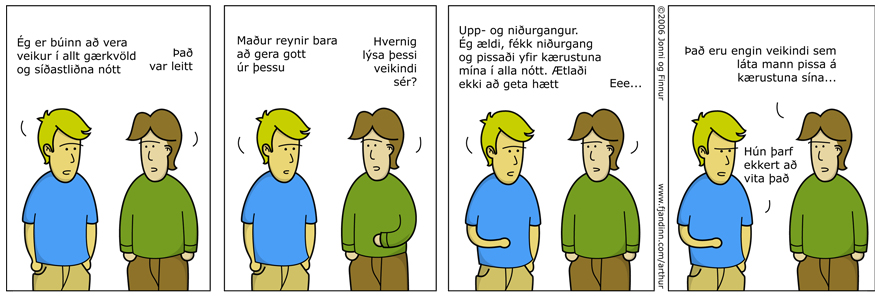 Ég er búinn að vera
veikur í allt gærkvöld
og síðastliðna nótt
Það
var leitt
Maður reynir bara
að gera gott
úr þessu
Hvernig
lýsa þessi
veikindi
sér?
Upp- og niðurgangur.
Ég ældi, fékk niðurgang
og pissaði yfir kærustuna
mína í alla nótt. Ætlaði
ekki að geta hætt
Eee...
©2006 Jonni og Finnur
www.fjandinn.com/arthur
Það eru engin veikindi sem
láta mann pissa á
kærustuna sína...
Hún þarf
ekkert að
vita það